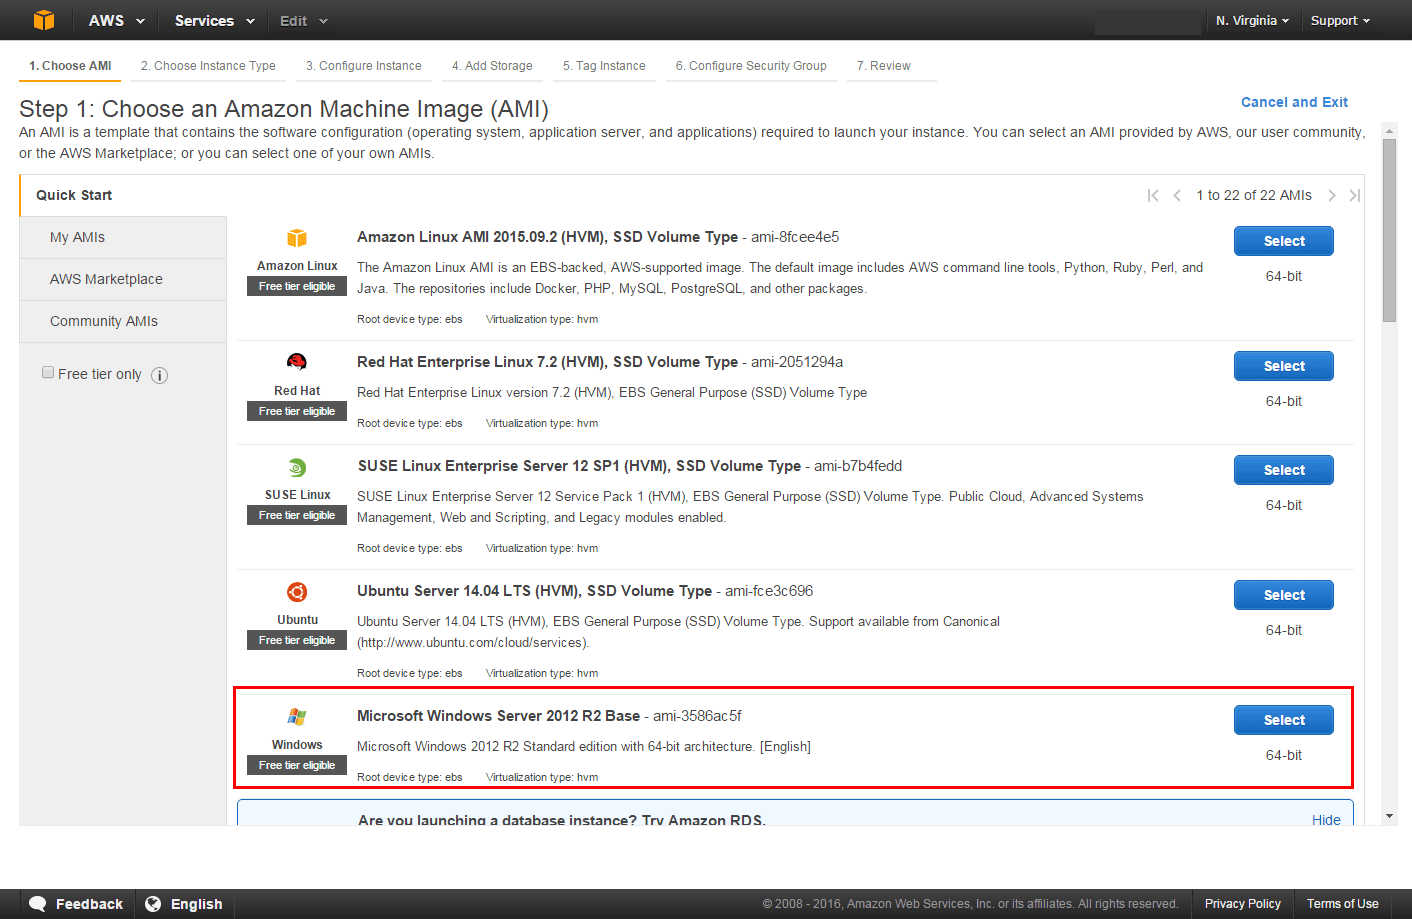 AWS Services Edit N. Virginia Support
1. Choose AMI 2. Choose Instance Type 3. Configure Instance 4. Add Storage 5. Tag Instance 6. Configure Security Group 7. Review
Step 1: Choose an Amazon Machine Image (AMI)
Cancel and Exit
An AMI is a template that contains the software configuration (operating system, application server, and applications) required to launch your instance. You can select an AMI provided by AWS, our user community,
or the AWS Marketplace; or you can select one of your own AMIs.
Quick Start
My AMIs
AWS Marketplace
Community AMIs
Free tier only
1 to 22 of 22 AMIs
Amazon Linux
Free tier eligible
Amazon Linux AMI 2015.09.2 (HVM), SSD Volume Type - ami-8fcee4e5
The Amazon Linux AMI is an EBS-backed, AWS-supported image. The default image includes AWS command line tools, Python, Ruby, Perl, and
Java. The repositories include Docker, PHP, MySQL, PostgreSQL, and other packages.
Root device type: ebs Virtualization type: hvm
Select
64-bit
Red Hat
Free tier eligible
Red Hat Enterprise Linux 7.2 (HVM), SSD Volume Type - ami-2051294a
Red Hat Enterprise Linux version 7.2 (HVM), EBS General Purpose (SSD) Volume Type
Root device type: ebs Virtualization type: hvm
Select
64-bit
SUSE Linux
Free tier eligible
SUSE Linux Enterprise Server 12 SP1 (HVM), SSD Volume Type - ami-b7b4fedd
SUSE Linux Enterprise Server 12 Service Pack 1 (HVM), EBS General Purpose (SSD) Volume Type. Public Cloud, Advanced Systems
Management, Web and Scripting, and Legacy modules enabled.
Root device type: ebs Virtualization type: hvm
Select
64-bit
Ubuntu
Free tier eligible
Ubuntu Server 14.04 LTS (HVM), SSD Volume Type - ami-fce3c696
Ubuntu Server 14.04 LTS (HVM), EBS General Purpose (SSD) Volume Type. Support available from Canonical
(http://www.ubuntu.com/cloud/services).
Root device type: ebs Virtualization type: hvm
Select
64-bit
Windows
Free tier eligible
Microsoft Windows Server 2012 R2 Base - ami-3586ac5f
Microsoft Windows 2012 R2 Standard edition with 64-bit architecture. [English]
Root device type: ebs Virtualization type: hvm
Select
64-bit
Are you launching a database instance? Try Amazon RDS.
Hide
Feedback English © 2008 - 2016, Amazon Web Services, Inc. or its affiliates. All rights reserved. Privacy Policy Terms of Use